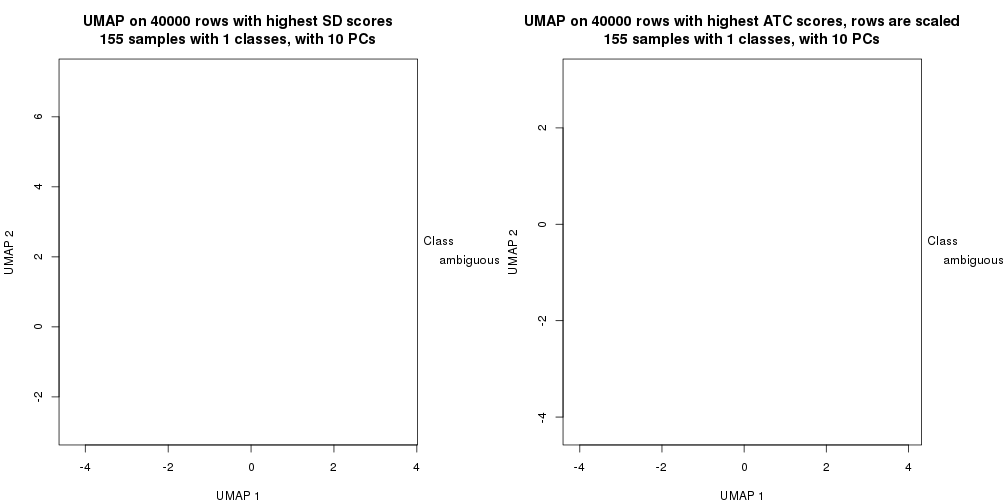 UMAP on 40000 rows with highest SD scores
155 samples with 1 classes, with 10 PCs
6
4
2
0
-2
UMAP 2
-4
-2
0
2
4
UMAP 1
Class
ambiguous
UMAP on 40000 rows with highest ATC scores, rows are scaled
155 samples with 1 classes, with 10 PCs
2
0
-2
-4
UMAP 2
-4
-2
0
2
4
UMAP 1
Class
ambiguous